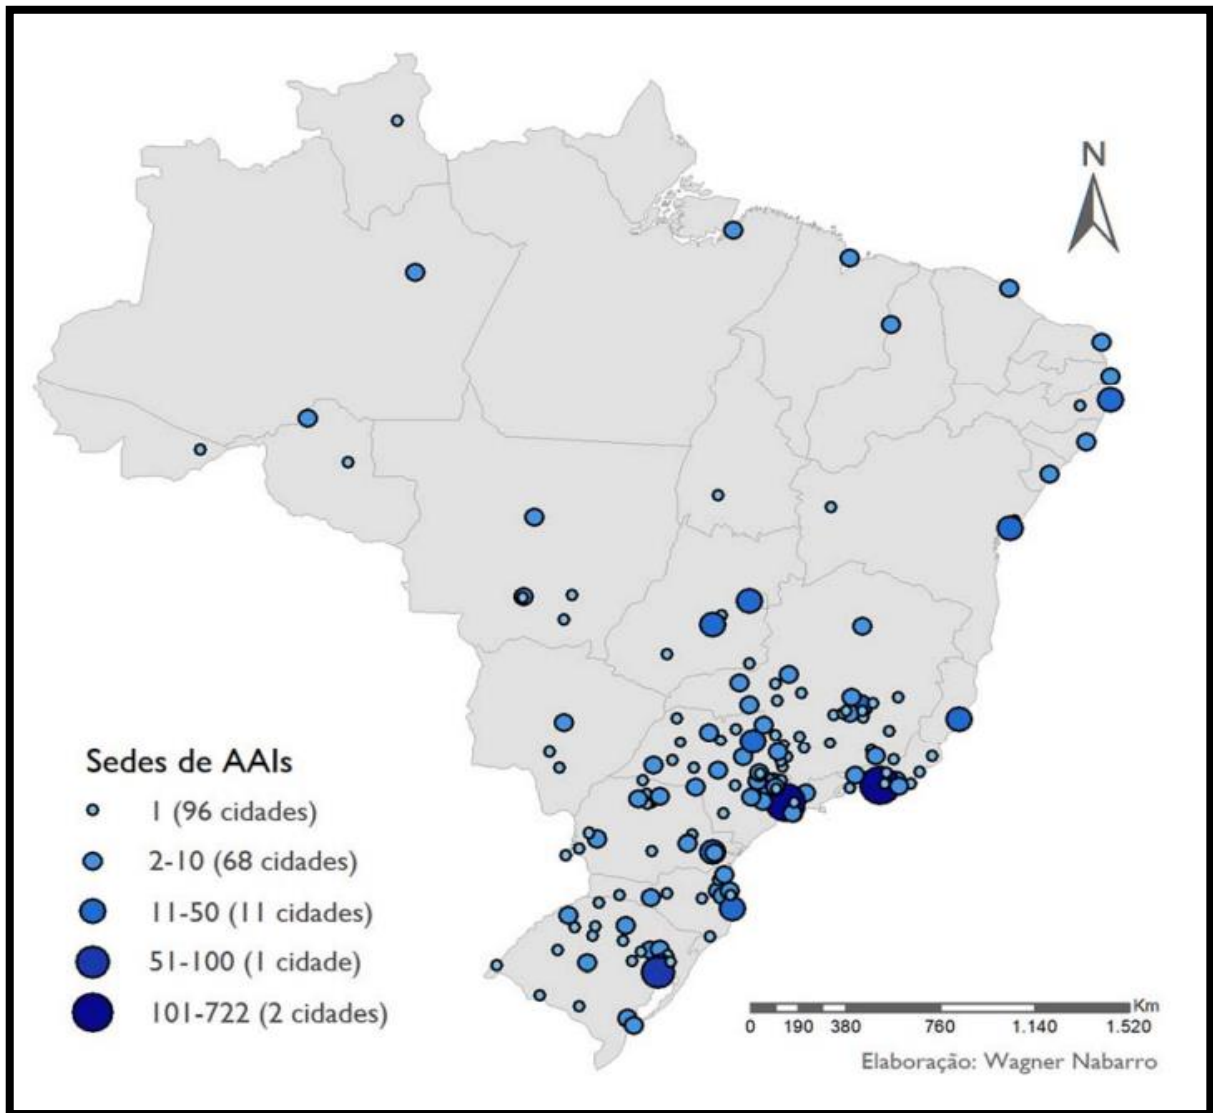 N
Sedes de AAIs
1 (96 cidades)
2-10 (68 cidades)
11-50 (11 cidades)
51-100 (1 cidade)
101-722 (2 cidades)
Km
0 190 380 760 1.140 1.520
Elaboração: Wagner Nabarro